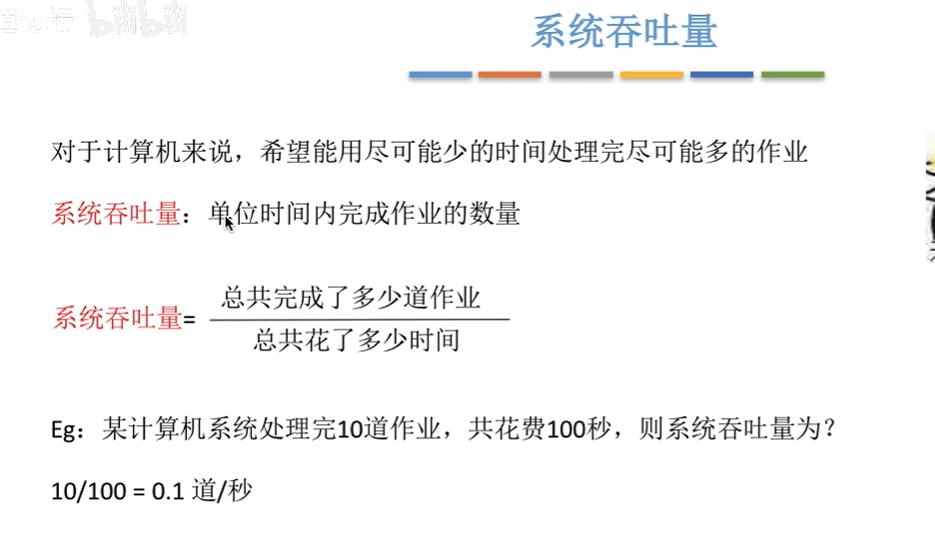 道论坛 bilibili
系统吞吐量
对于计算机来说，希望能用尽可能少的时间处理完尽可能多的作业
系统吞吐量：单位时间内完成作业的数量
系统吞吐量=
总共完成了多少道作业
总共花了多少时间
Eg：某计算机系统处理完10道作业，共花费100秒，则系统吞吐量为？
10/100 = 0.1 道/秒